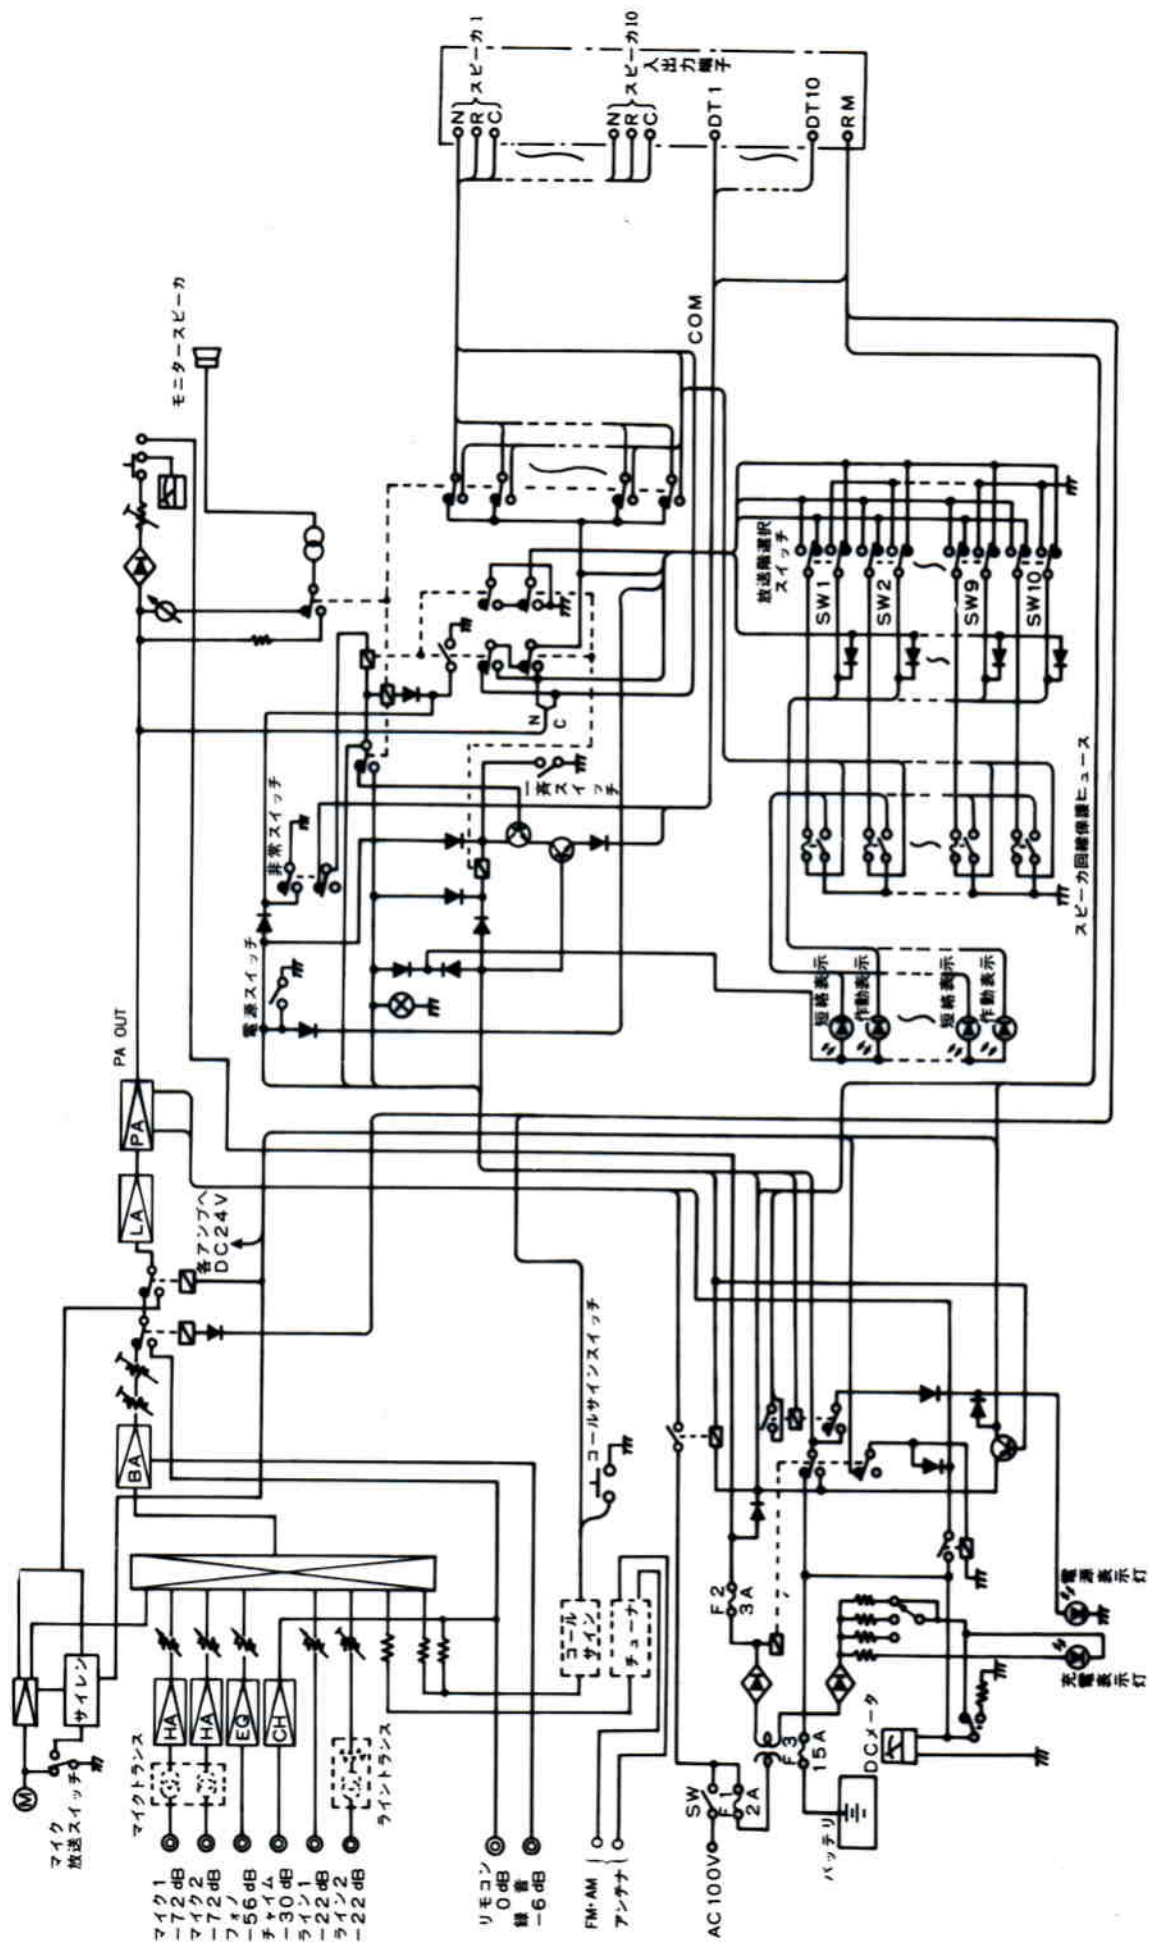 マイク
放送スイッチ
M
サイレン
マイクトランス
マイク1
−72dB
マイク2
−72dB
フォノ
−56dB
チャイム
−30dB
ライン1
−22dB
ライン2
−22dB
HA
HA
EQ
CH
ライントランス
リモコン
0dB
録音
−6dB
FM・AM
アンテナ
AC100V
SW
F1
2A
F2
3A
F3
15A
バッテリ
DCメータ
充電表示灯
電源表示灯
コール
サイン
チューナ
コールサインスイッチ
BA
LA
PA
PA OUT
各アンプへ
DC24V
電源スイッチ
非常スイッチ
一斉
スイッチ
N
C
モニタースピーカ
COM
放送階選択
スイッチ
SW1
SW2
SW9
SW10
短絡表示
作動表示
短絡表示
作動表示
スピーカ回線保護ヒューズ
N
R
C
スピーカ1
N
R
C
スピーカ10
入出力端子
DT1
DT10
RM